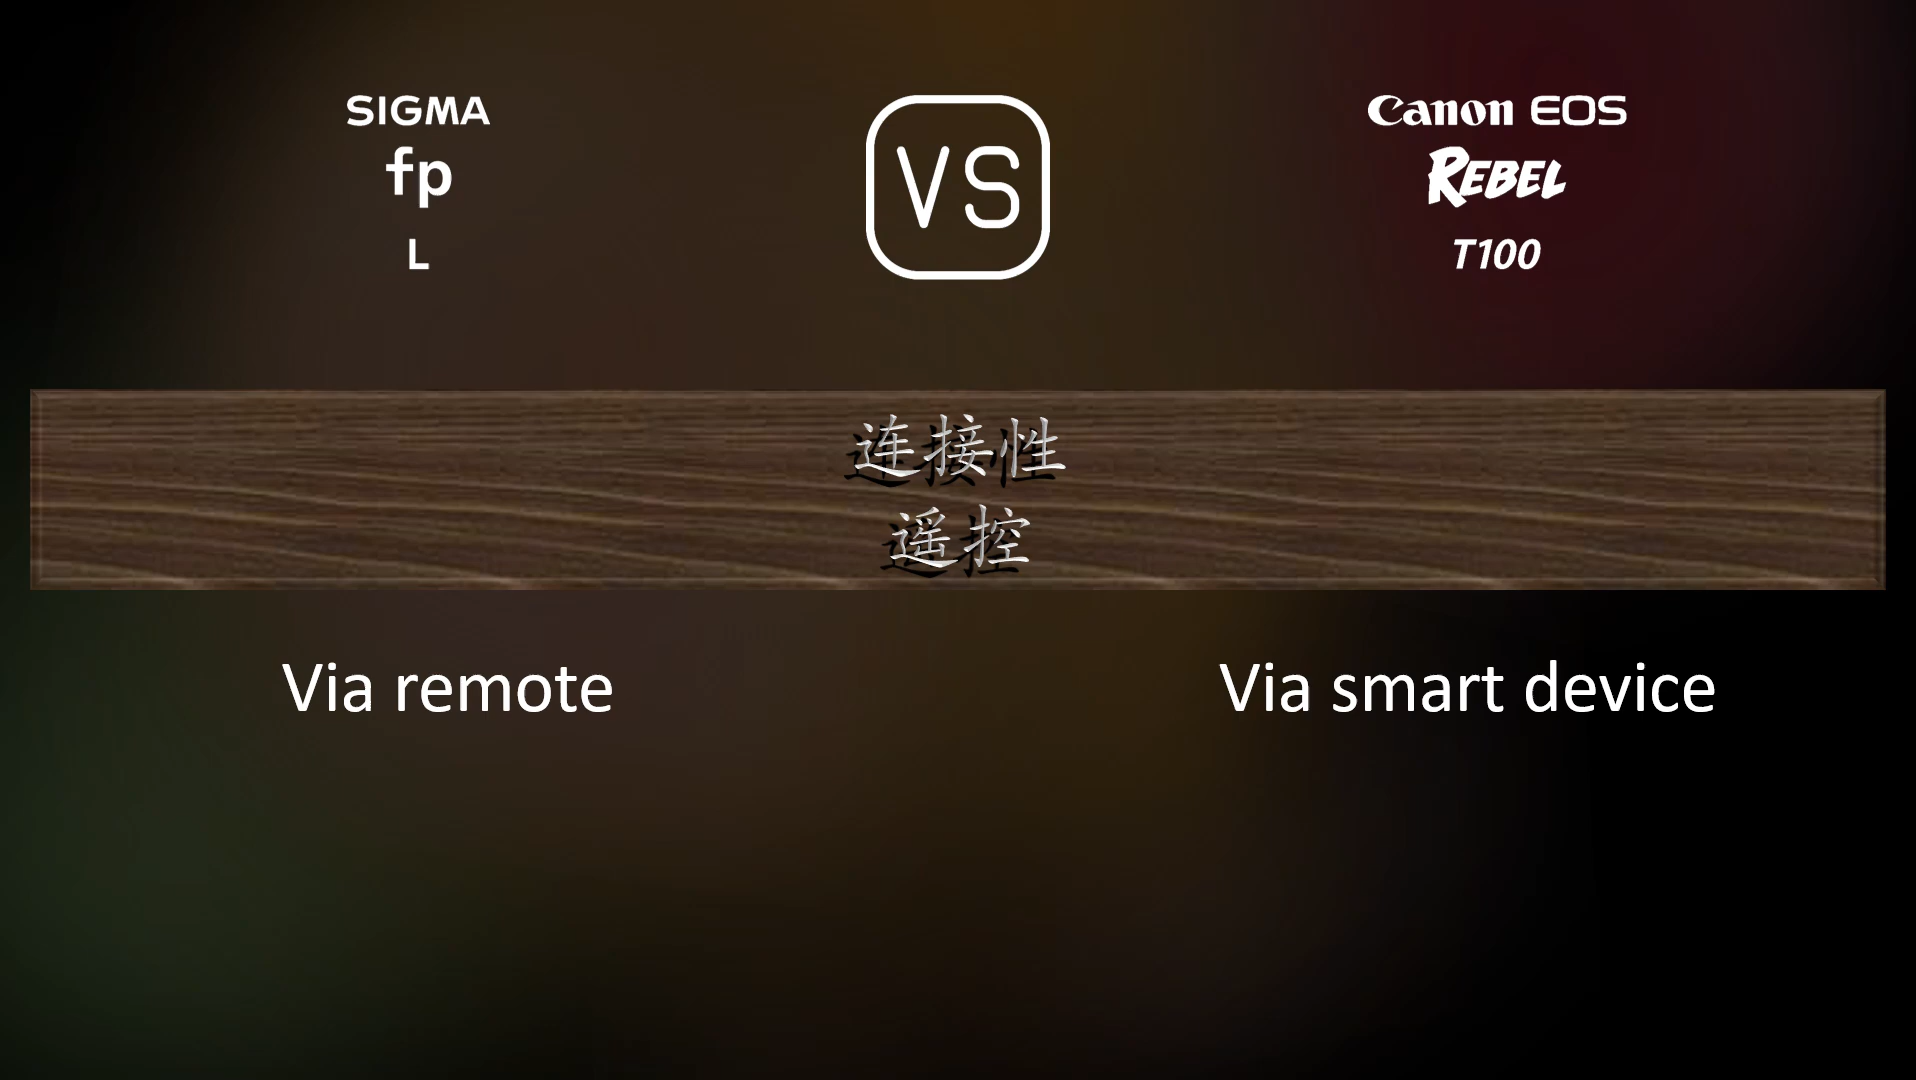 SIGMA
fp
L
VS
Canon EOS
REBEL
T100
连接性
遥控
Via remote
Via smart device